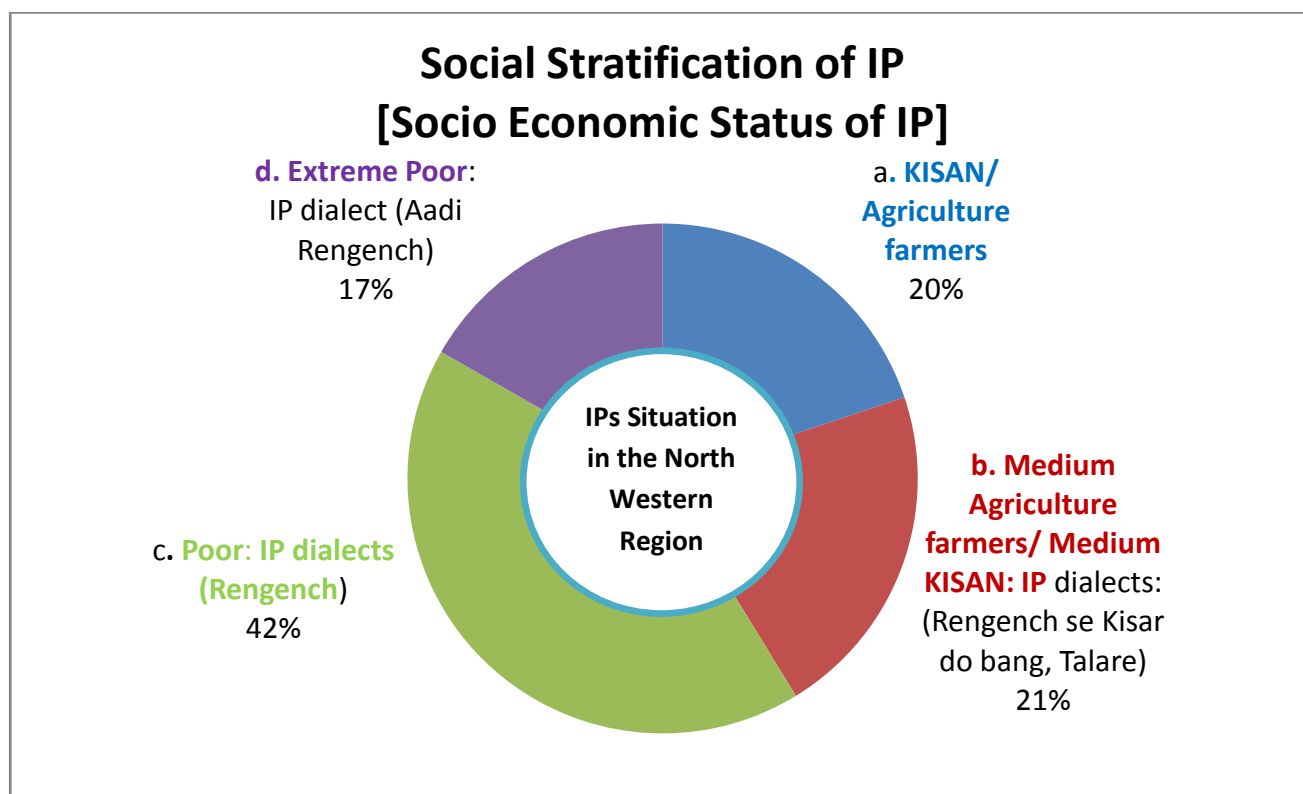 Social Stratification of IP
[Socio Economic Status of IP]
d. Extreme Poor:
IP dialect (Aadi
Rengench)
17%
a. KISAN/
Agriculture
farmers
20%
IPs Situation
in the North
Western
Region
b. Medium
Agriculture
farmers/ Medium
KISAN: IP dialects:
(Rengench se Kisar
do bang, Talare)
21%
c. Poor: IP dialects
(Rengench)
42%